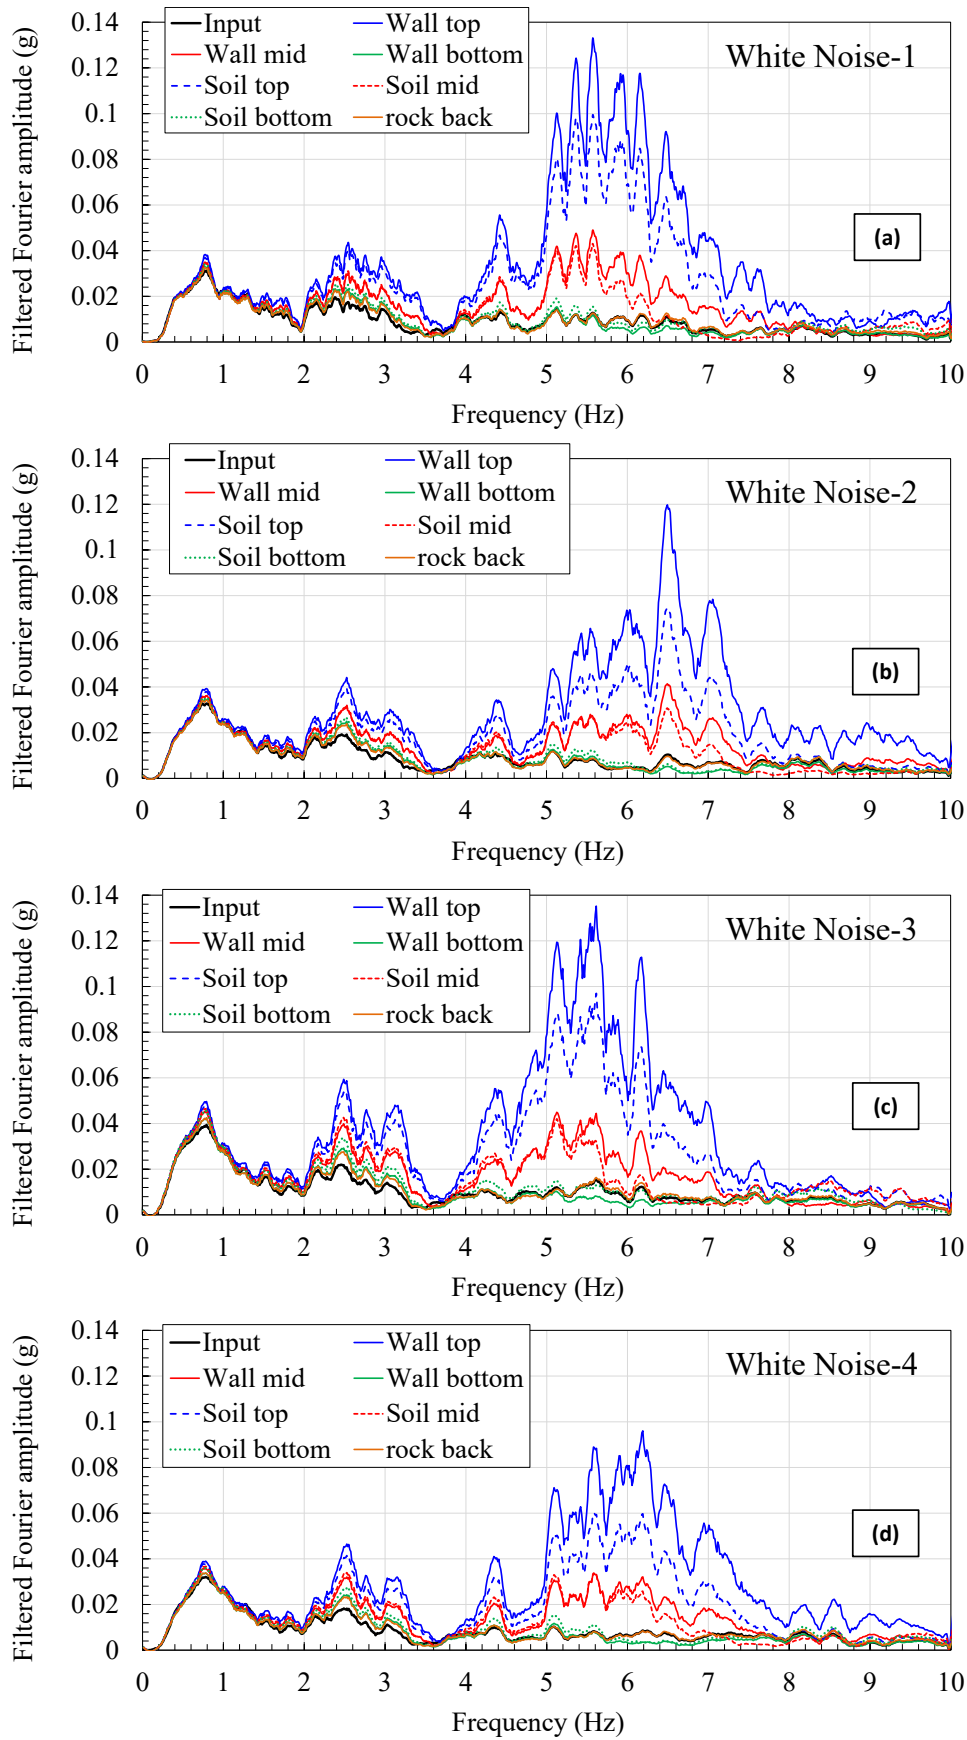 Filtered Fourier amplitude (g)
0.14
0.12
0.1
0.08
0.06
0.04
0.02
0
Input Wall top
Wall mid Wall bottom
Soil top Soil mid
Soil bottom rock back
White Noise-1
(a)
0 1 2 3 4 5 6 7 8 9 10
Frequency (Hz)
Filtered Fourier amplitude (g)
0.14
0.12
0.1
0.08
0.06
0.04
0.02
0
Input Wall top
Wall mid Wall bottom
Soil top Soil mid
Soil bottom rock back
White Noise-2
(b)
0 1 2 3 4 5 6 7 8 9 10
Frequency (Hz)
Filtered Fourier amplitude (g)
0.14
0.12
0.1
0.08
0.06
0.04
0.02
0
Input Wall top
Wall mid Wall bottom
Soil top Soil mid
Soil bottom rock back
White Noise-3
(c)
0 1 2 3 4 5 6 7 8 9 10
Frequency (Hz)
Filtered Fourier amplitude (g)
0.14
0.12
0.1
0.08
0.06
0.04
0.02
0
Input Wall top
Wall mid Wall bottom
Soil top Soil mid
Soil bottom rock back
White Noise-4
(d)
0 1 2 3 4 5 6 7 8 9 10
Frequency (Hz)